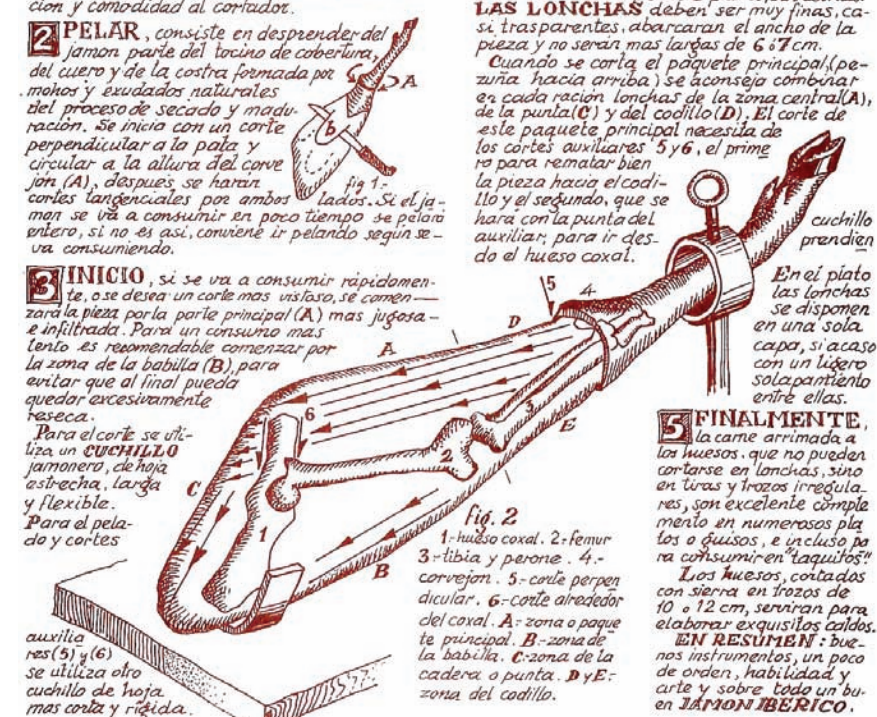 cion y comodidad al cortador.
2 PELAR, consiste en desprender del
jamon parte del tocino de cobertura,
del cuero y de la costra formada por
mohos y exudados naturales
del proceso de secado y madu-
ración. Se inicia con un corte
perpendicular a la pata y
circular a la altura del corve
jón (A), despues se harán
cortes tangenciales por ambos lados. Si el ja-
mon se va a consumir en poco tiempo se pelará
entero, si no es asi, conviene ir pelando según se-
va consumiendo.
A
b
fig 1.-
3 INICIO, si se va a consumir rápidamen-
te, o se desea un corte mas vistoso, se comen-
zará la pieza por la parte principal (A) mas jugosa-
e infiltrada. Para un consumo mas
lento es recomendable comenzar por
la zona de la babilla (B), para
evitar que al final pueda
quedar excesivamente
reseca.
Para el corte se uti-
liza un CUCHILLO
jamonero, de hoja
estrecha, larga
y flexible.
Para el pela-
do y cortes
auxilia
res (5) y (6)
se utiliza otro
cuchillo de hoja
mas corta y rígida.
LAS LONCHAS deben ser muy finas, ca-
si trasparentes, abarcaran el ancho de la
pieza y no serán mas largas de 6 ó 7 cm.
Cuando se corta el paquete principal, (pe-
zuña hacia arriba) se aconseja combinar
en cada ración lonchas de la zona central (A),
de la punta (C) y del codillo (D). El corte de
este paquete principal necesita de
los cortes auxiliares 5 y 6, el prime
ro para rematar bien
la pieza hacia el codi-
llo y el segundo, que se
hará con la punta del
auxiliar, para ir des-
do el hueso coxal.
cuchillo
prendien
En el plato
las lonchas
se disponen
en una sola
capa, si acaso
con un ligero
solapamiento
entre ellas.
5
4
D
A
3
6
E
2
C
1
B
fig. 2
1.- hueso coxal. 2.- femur
3.- tibia y perone. 4.-
corvejon. 5.- corte perpen
dicular. 6.- corte alrededor
del coxal. A.- zona o paque
te principal. B.- zona de
la babilla. C.- zona de la
cadera o punta. D y E.-
zona del codillo.
5 FINALMENTE,
la carne arrimada a
los huesos, que no pueden
cortarse en lonchas, sino
en tiras y trozos irregula-
res, son excelente comple
mento en numerosos pla
tos o guisos, e incluso pa
ra consumir en "taquitos"!!
Los huesos, cortados
con sierra en trozos de
10 o 12 cm, serviran para
elaborar exquisitos caldos.
EN RESUMEN: bue-
nos instrumentos, un poco
de orden, habilidad y
arte y sobre todo un bu-
en JAMON IBERICO.